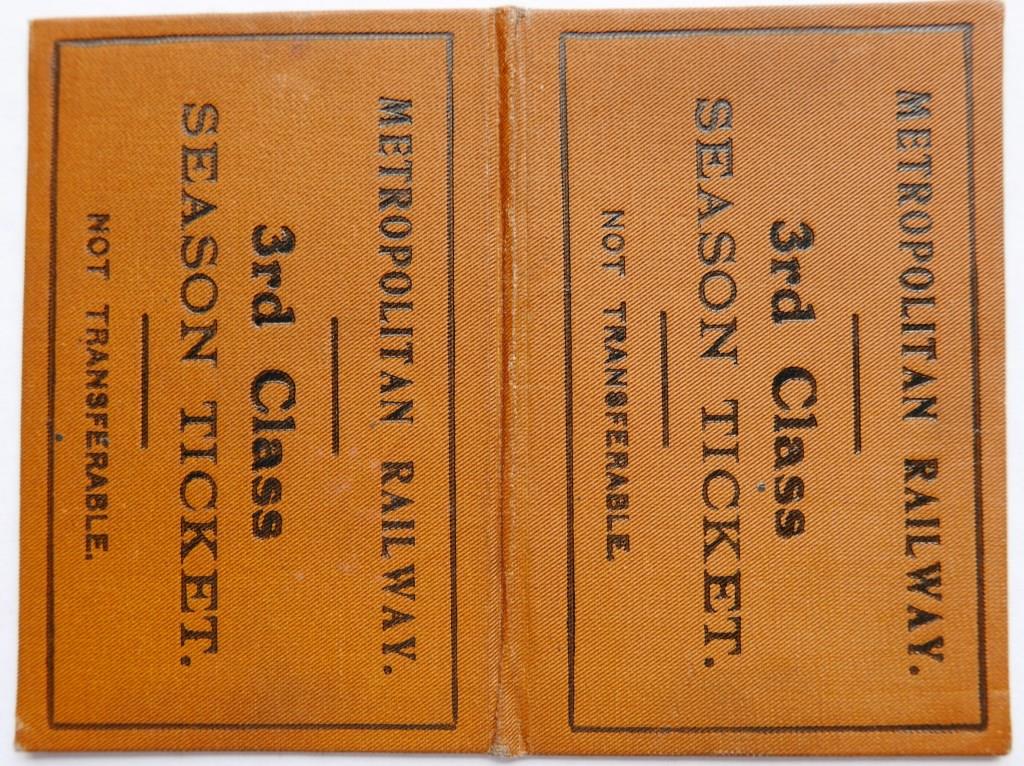 METROPOLITAN RAILWAY.
3rd Class
SEASON TICKET.
NOT TRANSFERABLE
METROPOLITAN RAILWAY.
3rd Class
SEASON TICKET.
NOT TRANSFERABLE.